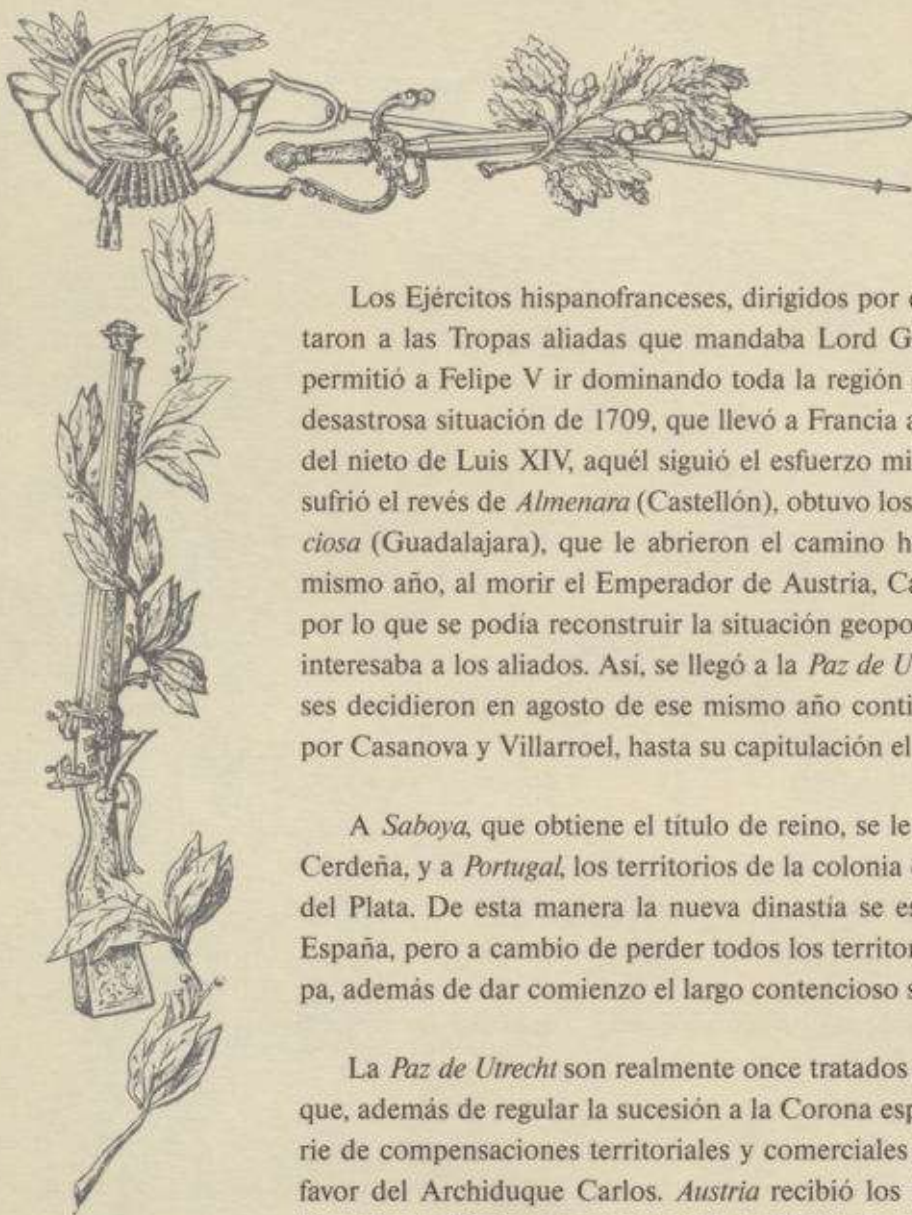 Los Ejércitos hispanofranceses, dirigidos por
taron a las Tropas aliadas que mandaba Lord G
permitió a Felipe V ir dominando toda la región
desastrosa situación de 1709, que llevó a Francia a
del nieto de Luis XIV, aquél siguió el esfuerzo mi
sufrió el revés de Almenara (Castellón), obtuvo los
ciosa (Guadalajara), que le abrieron el camino h
mismo año, al morir el Emperador de Austria, Ca
por lo que se podía reconstruir la situación geopo
interesaba a los aliados. Así, se llegó a la Paz de U
ses decidieron en agosto de ese mismo año conti
por Casanova y Villarroel, hasta su capitulación el
A Saboya, que obtiene el título de reino, se le
Cerdeña, y a Portugal, los territorios de la colonia
del Plata. De esta manera la nueva dinastía se es
España, pero a cambio de perder todos los territor
pa, además de dar comienzo el largo contencioso s
La Paz de Utrecht son realmente once tratados
que, además de regular la sucesión a la Corona esp
rie de compensaciones territoriales y comerciales
favor del Archiduque Carlos. Austria recibió los